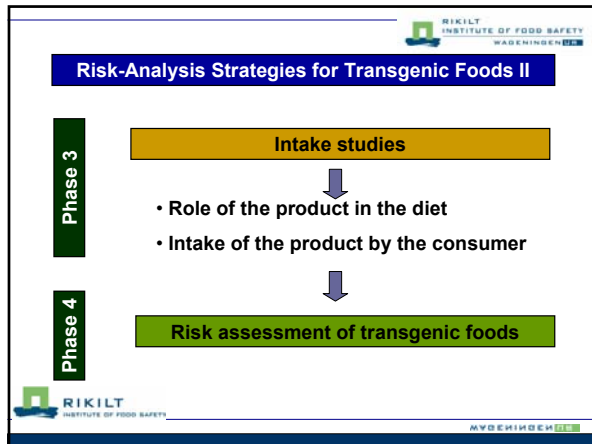 RIKILT
INSTITUTE OF FOOD SAFETY
WAGENINGEN UR
Risk-Analysis Strategies for Transgenic Foods II
Phase 3
Intake studies
• Role of the product in the diet
• Intake of the product by the consumer
Phase 4
Risk assessment of transgenic foods
RIKILT
INSTITUTE OF FOOD SAFETY
WAGENINGEN UR